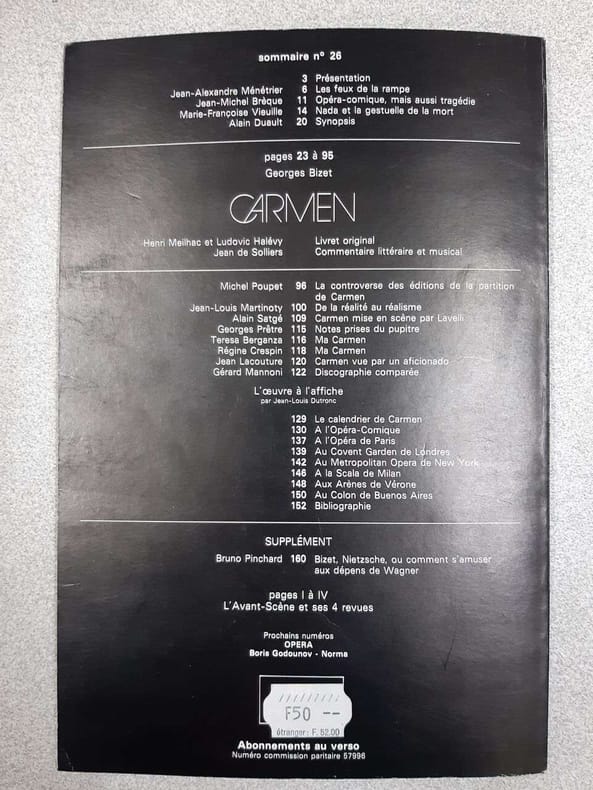 sommaire nº 26
3 Présentation
Jean-Alexandre Ménétrier 6 Les feux de la rampe
Jean-Michel Brèque 11 Opéra-comique, mais aussi tragédie
Marie-Françoise Vieuille 14 Nada et la gestuelle de la mort
Alain Duault 20 Synopsis
pages 23 à 95
Georges Bizet
CARMEN
Henri Meilhac et Ludovic Halévy Livret original
Jean de Solliers Commentaire littéraire et musical
Michel Poupet 96 La controverse des éditions de la partition
de Carmen
Jean-Louis Martinoty 100 De la réalité au réalisme
Alain Satgé 109 Carmen mise en scène par Lavelli
Georges Prêtre 115 Notes prises du pupitre
Teresa Berganza 116 Ma Carmen
Régine Crespin 118 Ma Carmen
Jean Lacouture 120 Carmen vue par un aficionado
Gérard Mannoni 122 Discographie comparée
L'œuvre à l'affiche
par Jean-Louis Dutronc
129 Le calendrier de Carmen
130 A l'Opéra-Comique
137 A l'Opéra de Paris
139 Au Covent Garden de Londres
142 Au Metropolitan Opera de New York
146 A la Scala de Milan
148 Aux Arènes de Vérone
150 Au Colon de Buenos Aires
152 Bibliographie
SUPPLÉMENT
Bruno Pinchard 160 Bizet, Nietzsche, ou comment s'amuser
aux dépens de Wagner
pages I à IV
L'Avant-Scène et ses 4 revues
Prochains numéros
OPERA
Boris Godounov - Norma
F50 --
étranger : F. 52.00
Abonnements au verso
Numéro commission paritaire 57996